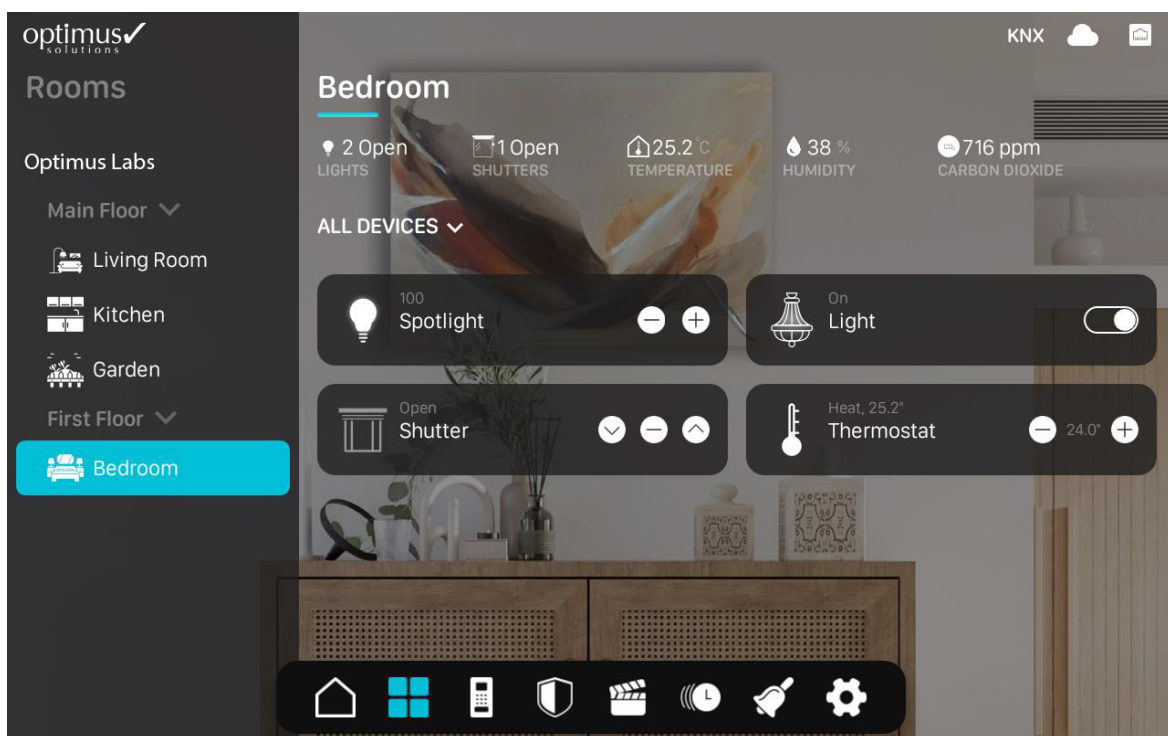 optimus✓
solutions
KNX
Rooms
Optimus Labs
Main Floor
Living Room
Kitchen
Garden
First Floor
Bedroom
Bedroom
2 Open
LIGHTS
1 Open
SHUTTERS
25.2 °C
TEMPERATURE
38 %
HUMIDITY
CO₂ 716 ppm
CARBON DIOXIDE
ALL DEVICES
100
Spotlight
On
Light
Open
Shutter
Heat, 25.2°
Thermostat
24.0°